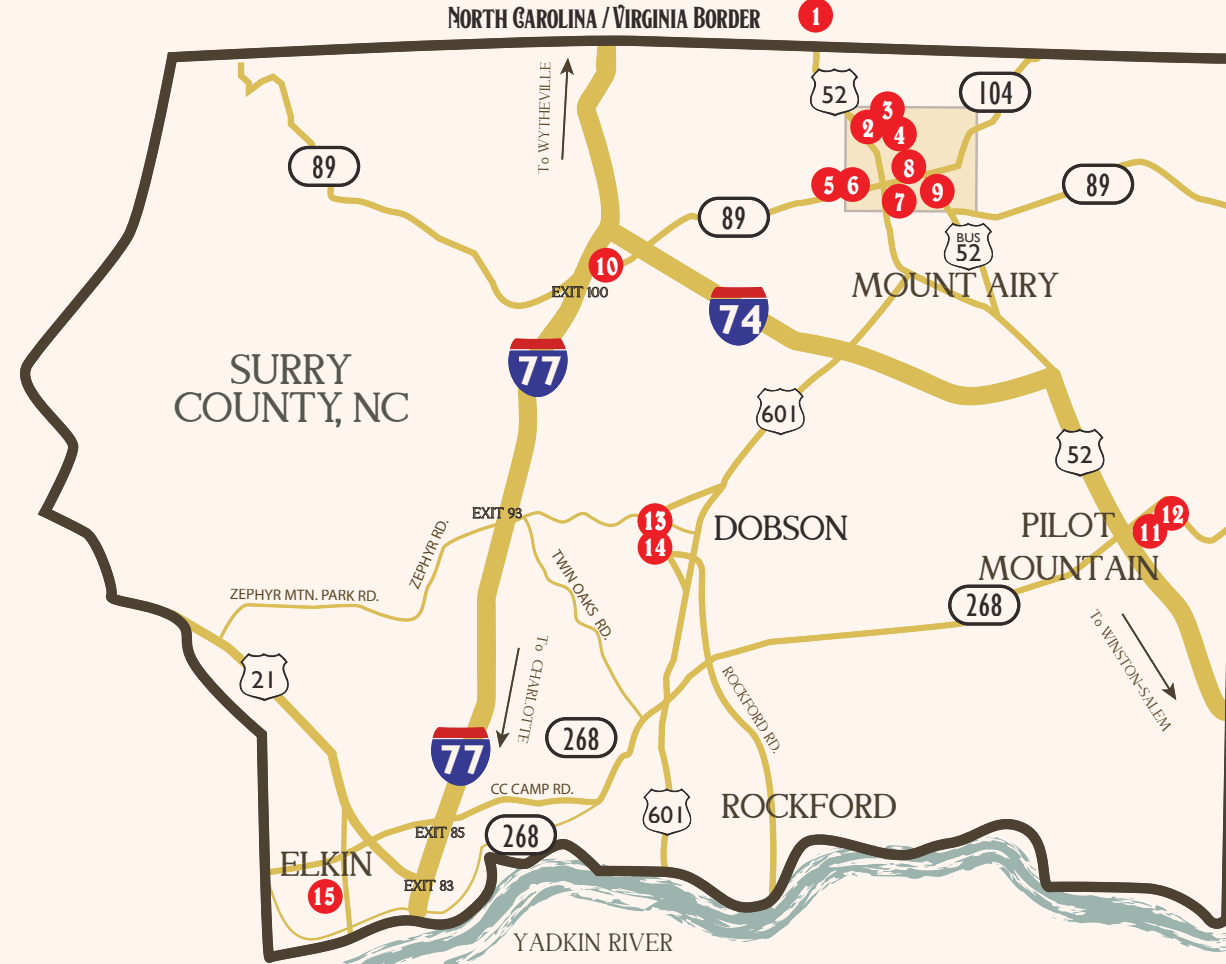 NORTH CAROLINA / VIRGINIA BORDER
1
To WYTHEVILLE
52
3
104
2
4
89
8
5
6
89
9
89
7
BUS
52
10
EXIT 100
MOUNT AIRY
74
77
SURRY
COUNTY, NC
601
52
EXIT 93
13
DOBSON
12
PILOT
11
14
MOUNTAIN
ZEPHYR RD.
TWIN OAKS RD.
ZEPHYR MTN. PARK RD.
268
To WINSTON-SALEM
To CHARLOTTE
21
ROCKFORD RD.
268
77
CC CAMP RD.
601
ROCKFORD
EXIT 85
268
ELKIN
EXIT 83
15
YADKIN RIVER